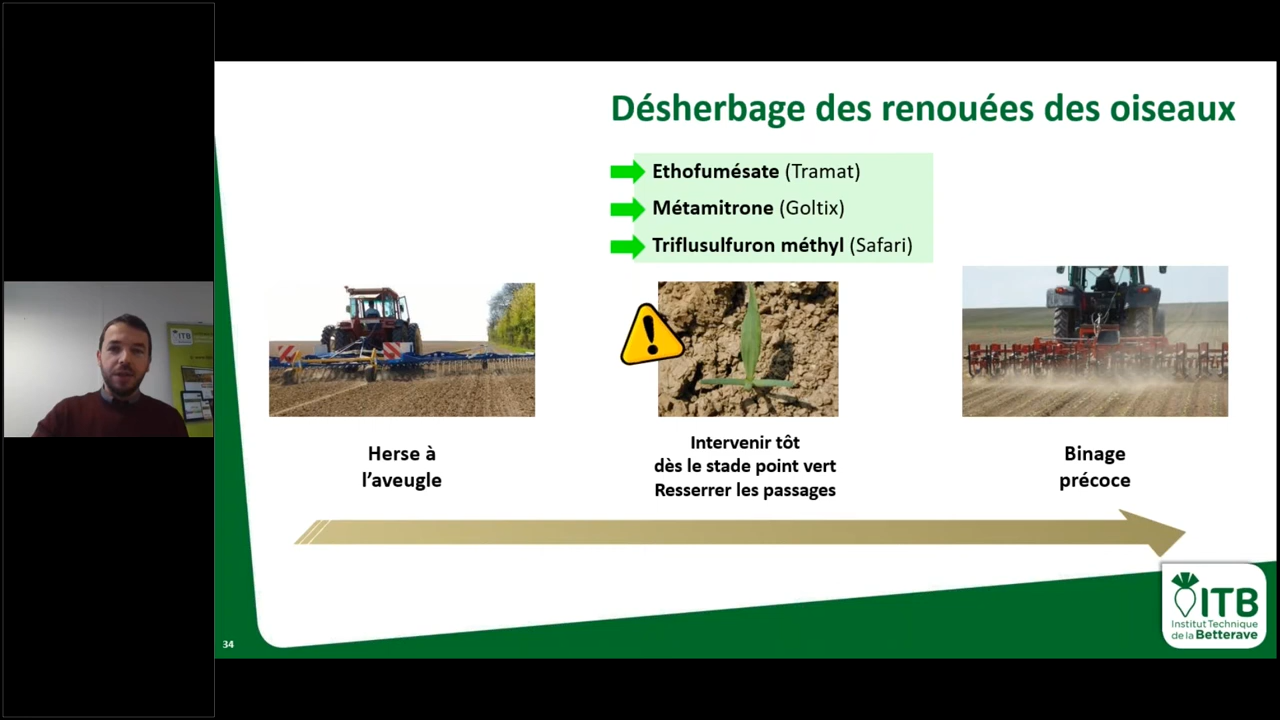 Désherbage des renouées des oiseaux
Ethofumésate (Tramat)
Métamitrone (Goltix)
Triflusulfuron méthyl (Safari)
Herse à
l'aveugle
Intervenir tôt
dès le stade point vert
Resserrer les passages
Binage
précoce
34
ITB
Institut Technique
de la Betterave
ITB